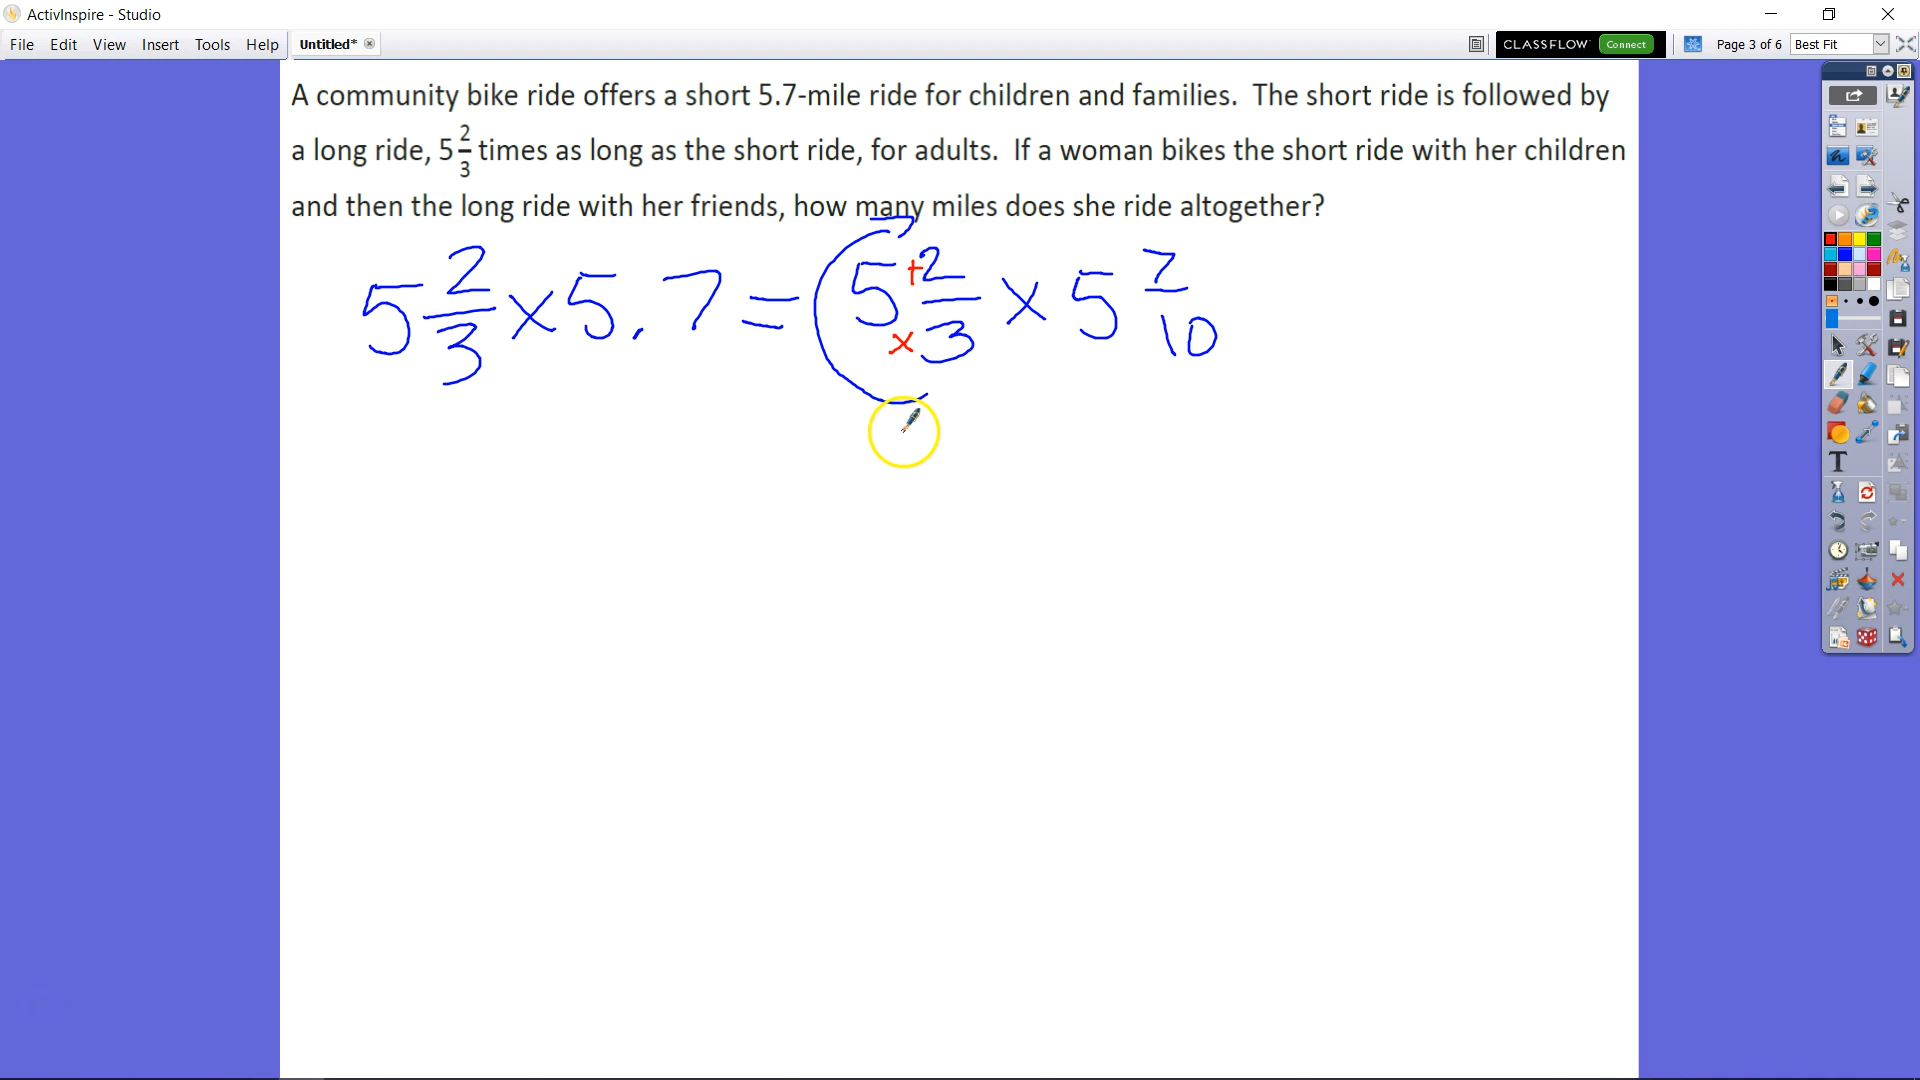 ActivInspire - Studio
File Edit View Insert Tools Help Untitled* CLASSFLOW Connect Page 3 of 6 Best Fit
A community bike ride offers a short 5.7-mile ride for children and families. The short ride is followed by
a long ride, 5 2/3 times as long as the short ride, for adults. If a woman bikes the short ride with her children
and then the long ride with her friends, how many miles does she ride altogether?
5 2/3 × 5.7 = 5 + 2/3 × × 5 7/10
T